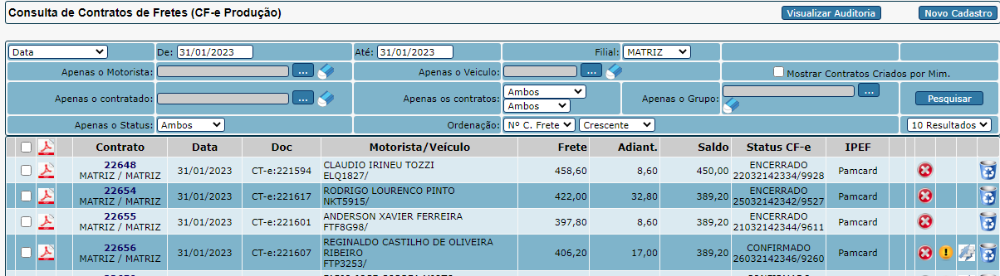 Consulta de Contratos de Fretes (CF-e Produção) Visualizar Auditoria Novo Cadastro
Data De: 31/01/2023 Até: 31/01/2023 Filial: MATRIZ
Apenas o Motorista: ... Apenas o Veiculo: ... Mostrar Contratos Criados por Mim.
Apenas o contratado: ... Apenas os contratos: Ambos Ambos Apenas o Grupo: ... Pesquisar
Apenas o Status: Ambos Ordenação: Nº C. Frete Crescente 10 Resultados
Contrato Data Doc Motorista/Veículo Frete Adiant. Saldo Status CF-e IPEF
22648 CLAUDIO IRINEU TOZZI ENCERRADO
MATRIZ / MATRIZ 31/01/2023 CT-e:221594 ELQ1827/ 458,60 8,60 450,00 22032142334/9928 Pamcard
22654 RODRIGO LOURENCO PINTO ENCERRADO
MATRIZ / MATRIZ 31/01/2023 CT-e:221617 NKT5915/ 422,00 32,80 389,20 25032142342/9527 Pamcard
22655 ANDERSON XAVIER FERREIRA ENCERRADO
MATRIZ / MATRIZ 31/01/2023 CT-e:221601 FTF8G98/ 397,80 8,60 389,20 21032142344/9611 Pamcard
22656 REGINALDO CASTILHO DE OLIVEIRA CONFIRMADO
MATRIZ / MATRIZ 31/01/2023 CT-e:221607 RIBEIRO 406,20 17,00 389,20 26032142346/9260 Pamcard
FTP3253/